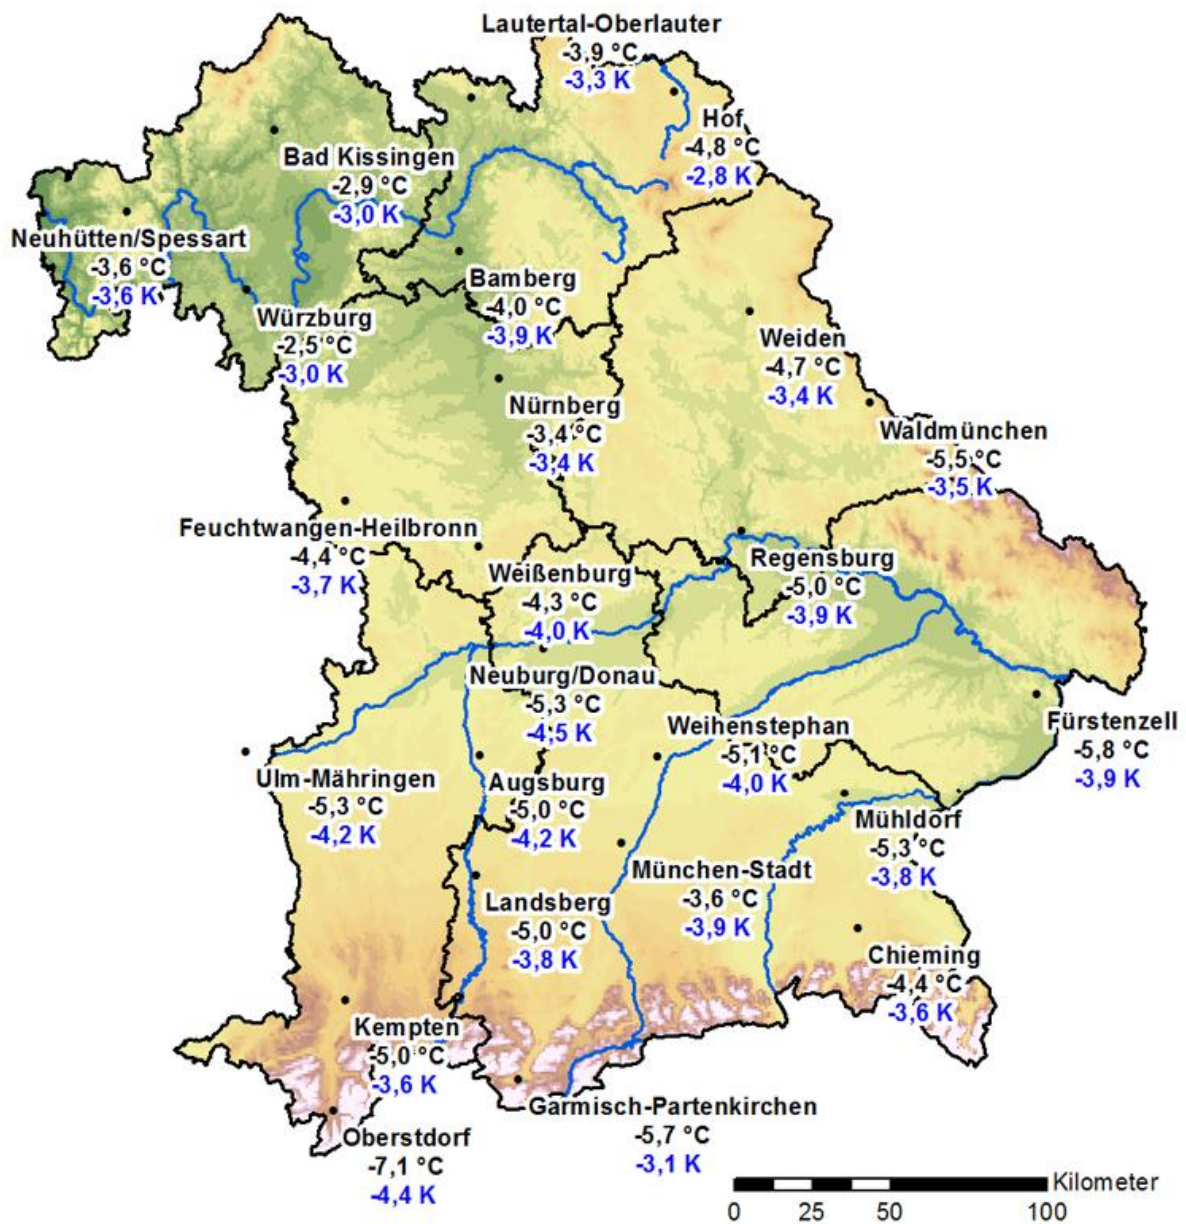 Lautertal-Oberlauter
-3,9 °C
-3,3 K
Hof
-4,8 °C
-2,8 K
Bad Kissingen
-2,9 °C
-3,0 K
Neuhütten/Spessart
-3,6 °C
-3,6 K
Bamberg
-4,0 °C
-3,9 K
Würzburg
-2,5 °C
-3,0 K
Weiden
-4,7 °C
-3,4 K
Nürnberg
-3,4 °C
-3,4 K
Waldmünchen
-5,5 °C
-3,5 K
Feuchtwangen-Heilbronn
-4,4 °C
-3,7 K
Regensburg
-5,0 °C
-3,9 K
Weißenburg
-4,3 °C
-4,0 K
Neuburg/Donau
-5,3 °C
-4,5 K
Weihenstephan
-5,1 °C
-4,0 K
Fürstenzell
-5,8 °C
-3,9 K
Ulm-Mähringen
-5,3 °C
-4,2 K
Augsburg
-5,0 °C
-4,2 K
Mühldorf
-5,3 °C
-3,8 K
München-Stadt
-3,6 °C
-3,9 K
Landsberg
-5,0 °C
-3,8 K
Chieming
-4,4 °C
-3,6 K
Kempten
-5,0 °C
-3,6 K
Garmisch-Partenkirchen
-5,7 °C
-3,1 K
Oberstdorf
-7,1 °C
-4,4 K
Kilometer
0 25 50 100